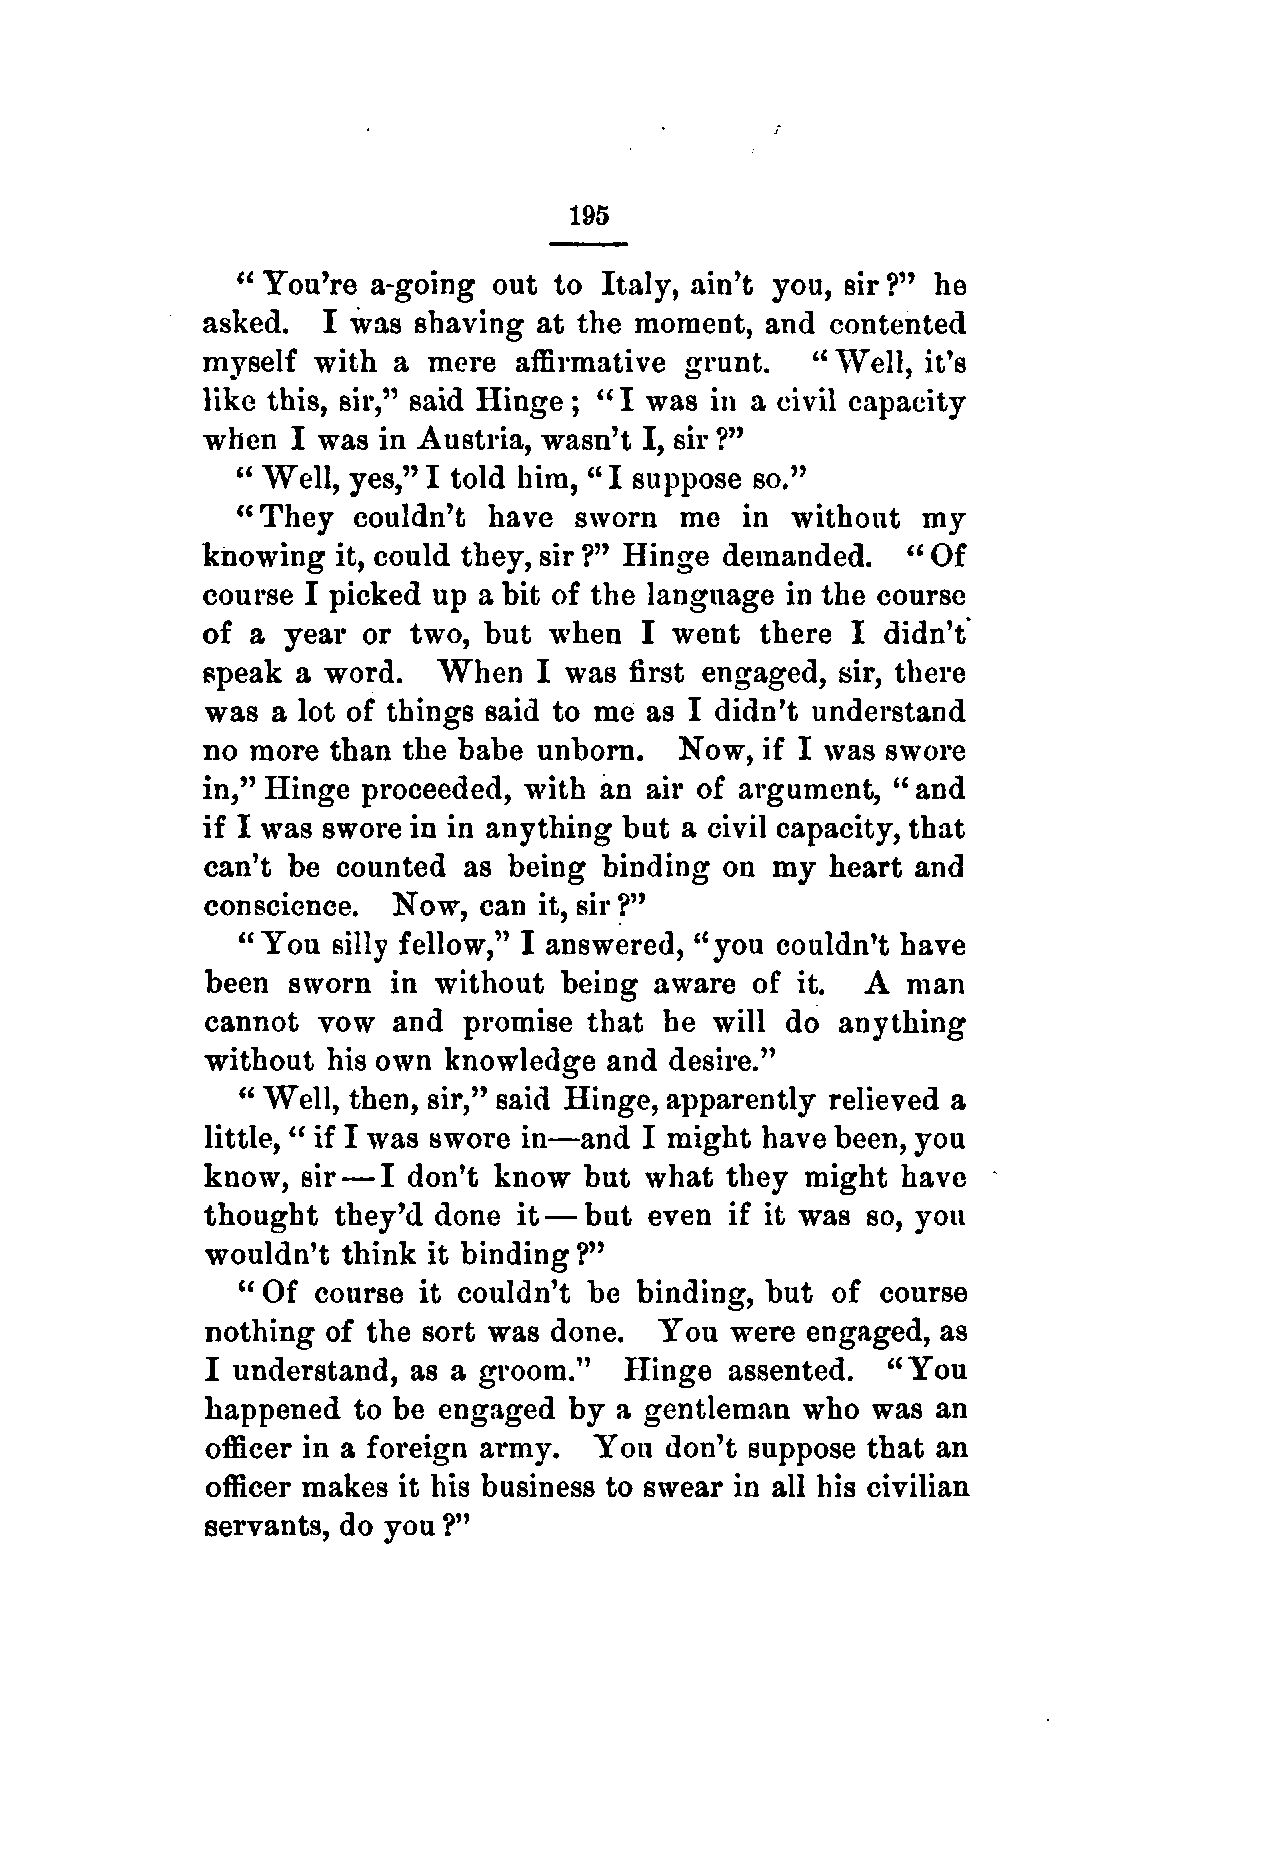 195
“You’re a-going out to Italy, ain’t you, sir?” he
asked. I was shaving at the moment, and contented
myself with a mere affirmative grunt. “Well, it’s
like this, sir,” said Hinge; “I was in a civil capacity
when I was in Austria, wasn’t I, sir?”
“Well, yes,” I told him, “I suppose so.”
“They couldn’t have sworn me in without my
knowing it, could they, sir?” Hinge demanded. “Of
course I picked up a bit of the language in the course
of a year or two, but when I went there I didn’t
speak a word. When I was first engaged, sir, there
was a lot of things said to me as I didn’t understand
no more than the babe unborn. Now, if I was swore
in,” Hinge proceeded, with an air of argument, “and
if I was swore in in anything but a civil capacity, that
can’t be counted as being binding on my heart and
conscience. Now, can it, sir?”
“You silly fellow,” I answered, “you couldn’t have
been sworn in without being aware of it. A man
cannot vow and promise that he will do anything
without his own knowledge and desire.”
“Well, then, sir,” said Hinge, apparently relieved a
little, “if I was swore in—and I might have been, you
know, sir—I don’t know but what they might have
thought they’d done it—but even if it was so, you
wouldn’t think it binding?”
“Of course it couldn’t be binding, but of course
nothing of the sort was done. You were engaged, as
I understand, as a groom.” Hinge assented. “You
happened to be engaged by a gentleman who was an
officer in a foreign army. You don’t suppose that an
officer makes it his business to swear in all his civilian
servants, do you?”